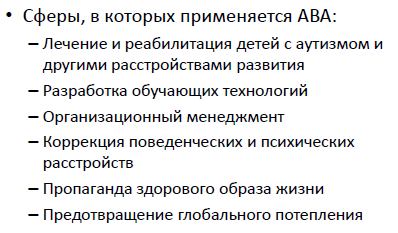 • Сферы, в которых применяется АВА:
– Лечение и реабилитация детей с аутизмом и
другими расстройствами развития
– Разработка обучающих технологий
– Организационный менеджмент
– Коррекция поведенческих и психических
расстройств
– Пропаганда здорового образа жизни
– Предотвращение глобального потепления